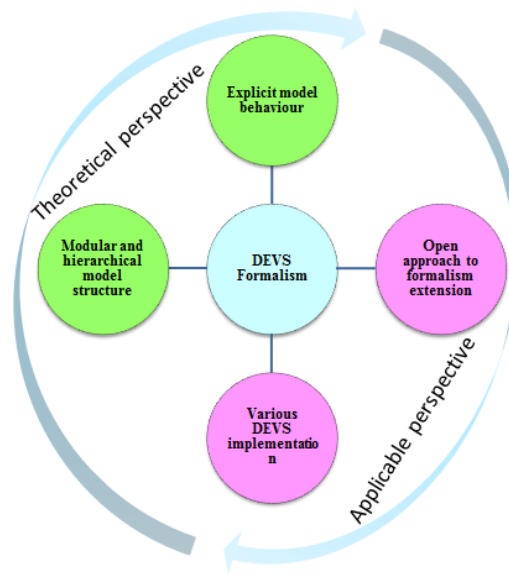 Theoretical perspective
Explicit model
behaviour
Modular and
hierarchical
model
structure
DEVS
Formalism
Open
approach to
formalism
extension
Various
DEVS
implementatio
n
Applicable perspective